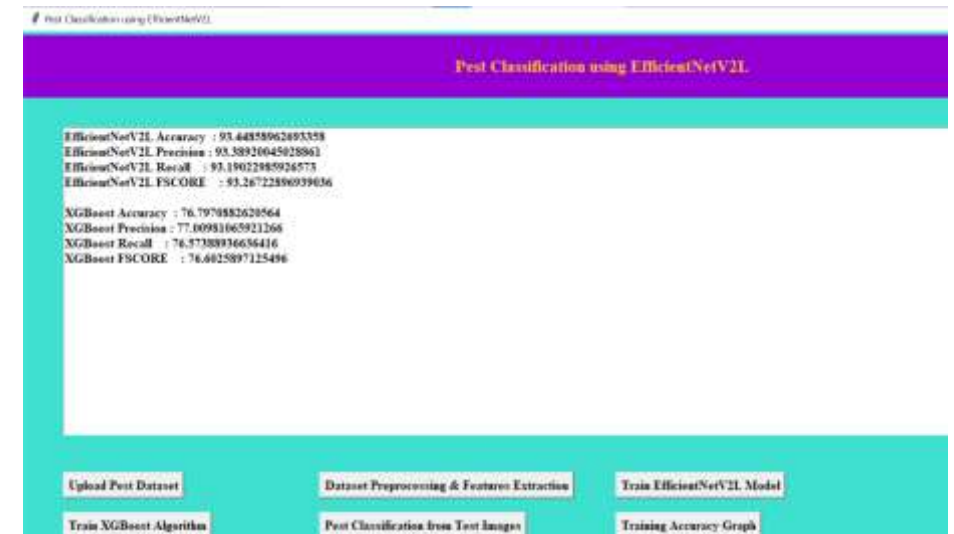 Pest Classification using EfficientNetV2L
Pest Classification using EfficientNetV2L
EfficientNetV2L Accuracy : 93.44858962693358
EfficientNetV2L Precision : 93.38920045028861
EfficientNetV2L Recall : 93.19022985926573
EfficientNetV2L FSCORE : 93.26722896939036
XGBoost Accuracy : 76.7970882620564
XGBoost Precision : 77.00981065921266
XGBoost Recall : 76.57388936636416
XGBoost FSCORE : 76.6025897125496
Upload Pest Dataset
Dataset Preprocessing & Features Extraction
Train EfficientNetV2L Model
Train XGBoost Algorithm
Pest Classification from Test Images
Training Accuracy Graph